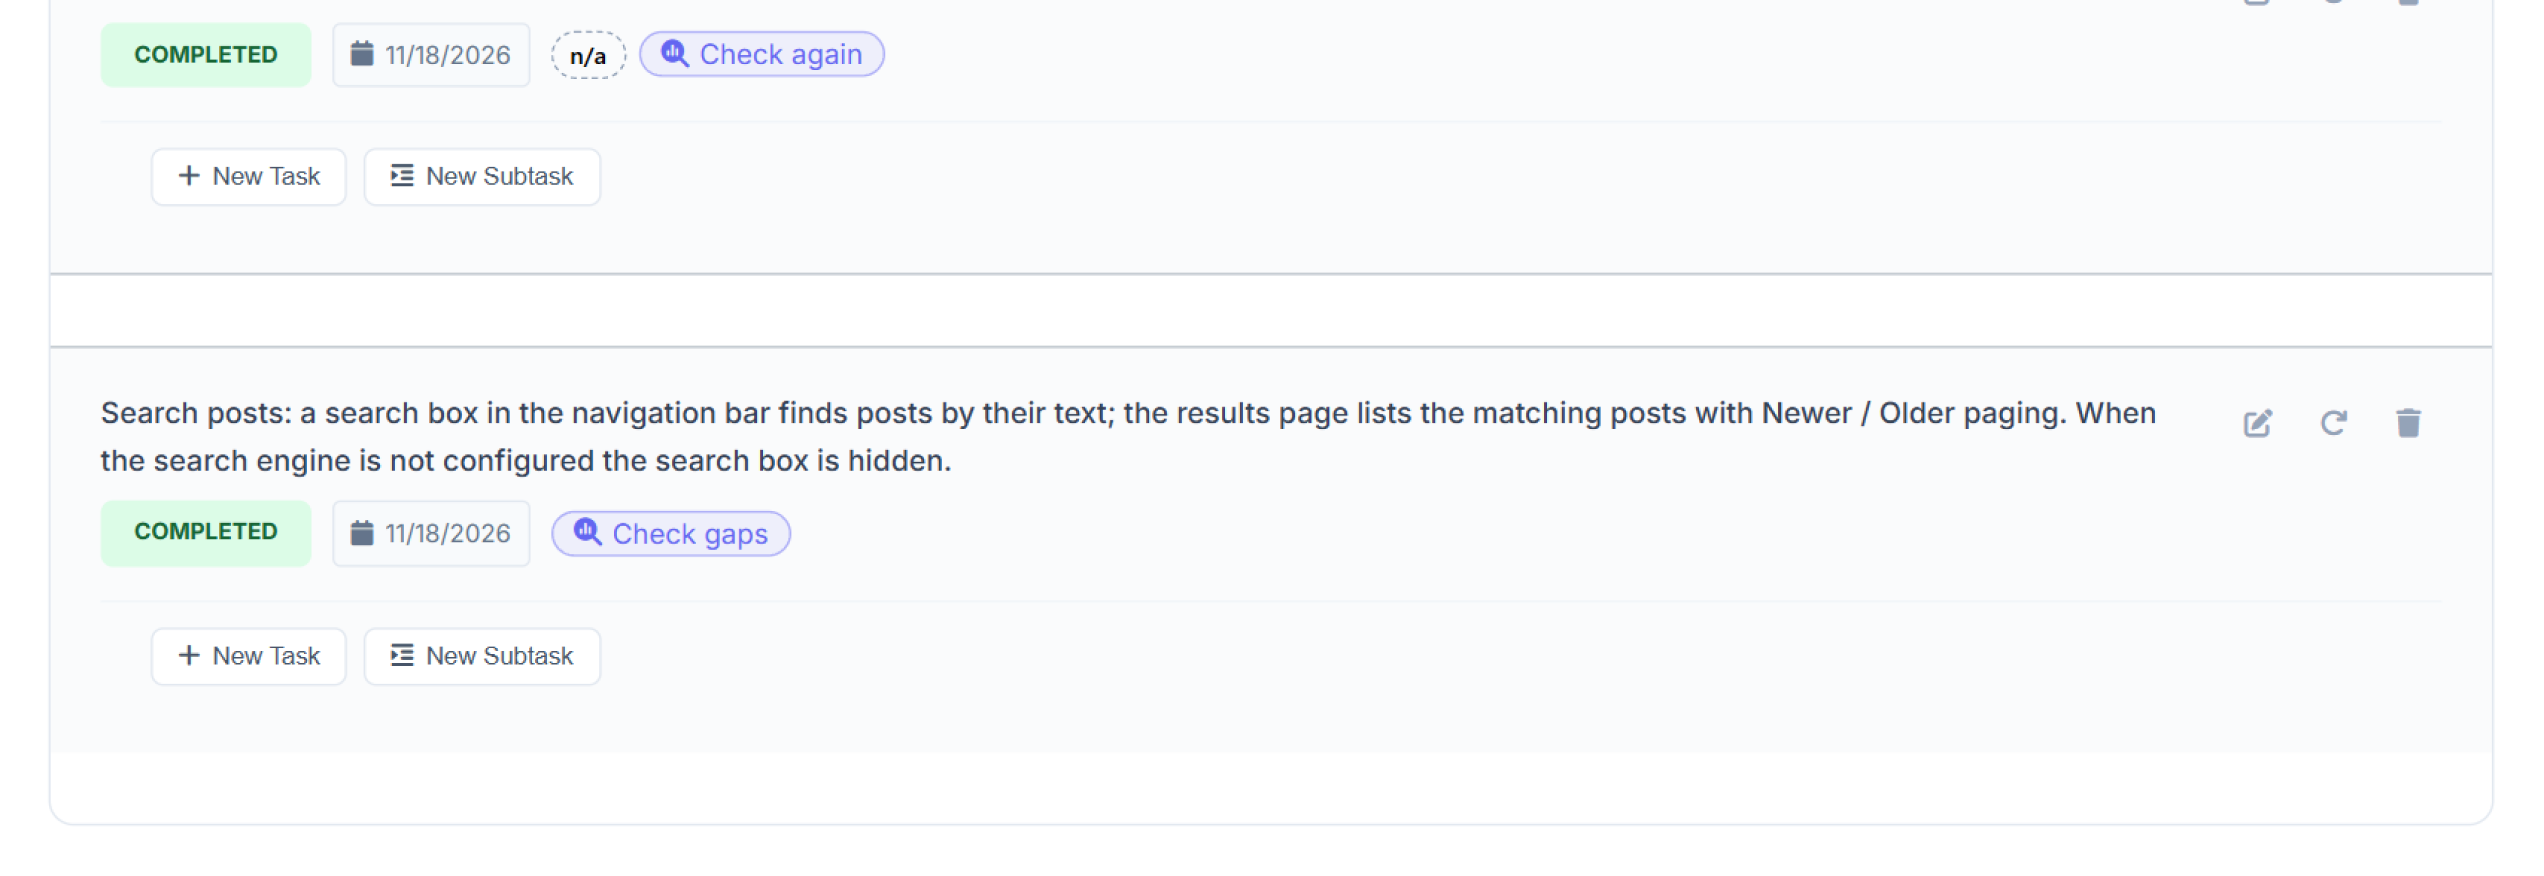 COMPLETED 11/18/2026 n/a Check again
New Task New Subtask
Search posts: a search box in the navigation bar finds posts by their text; the results page lists the matching posts with Newer / Older paging. When
the search engine is not configured the search box is hidden.
COMPLETED 11/18/2026 Check gaps
New Task New Subtask